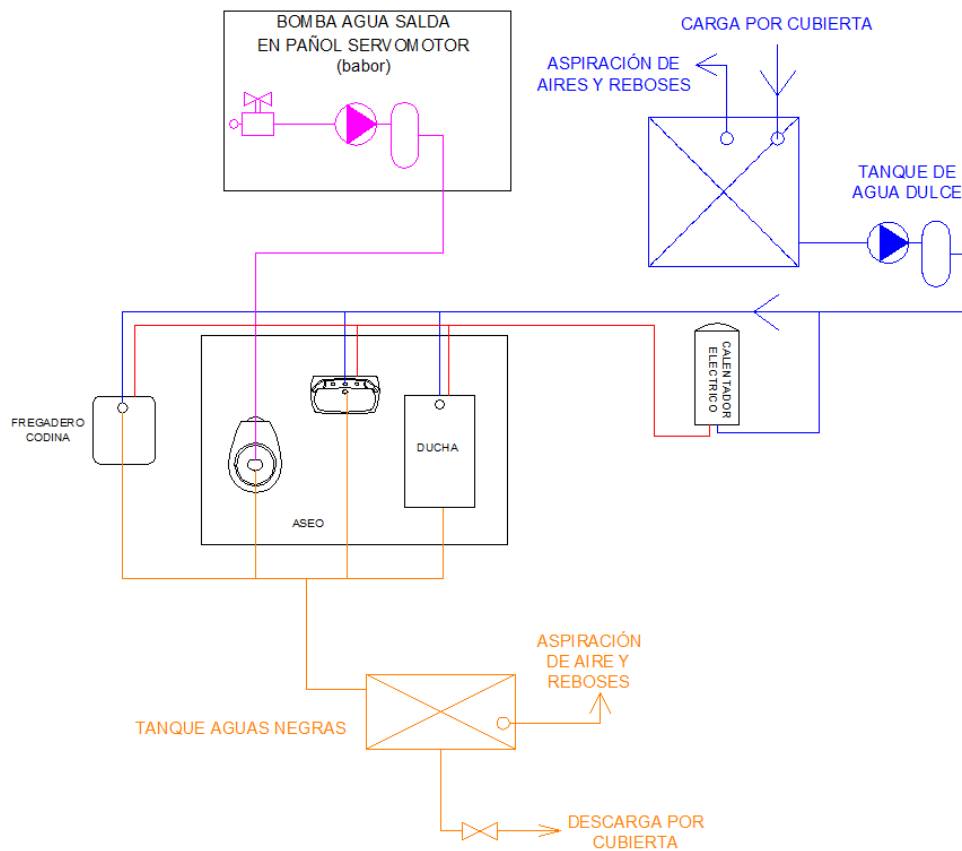 BOMBA AGUA SALDA
EN PAÑOL SERVOMOTOR
(babor)
CARGA POR CUBIERTA
ASPIRACIÓN DE
AIRES Y REBOSES
TANQUE DE
AGUA DULCE
CALENTADOR
ELECTRICO
FREGADERO
CODINA
DUCHA
ASEO
ASPIRACIÓN
DE AIRE Y
REBOSES
TANQUE AGUAS NEGRAS
DESCARGA POR
CUBIERTA